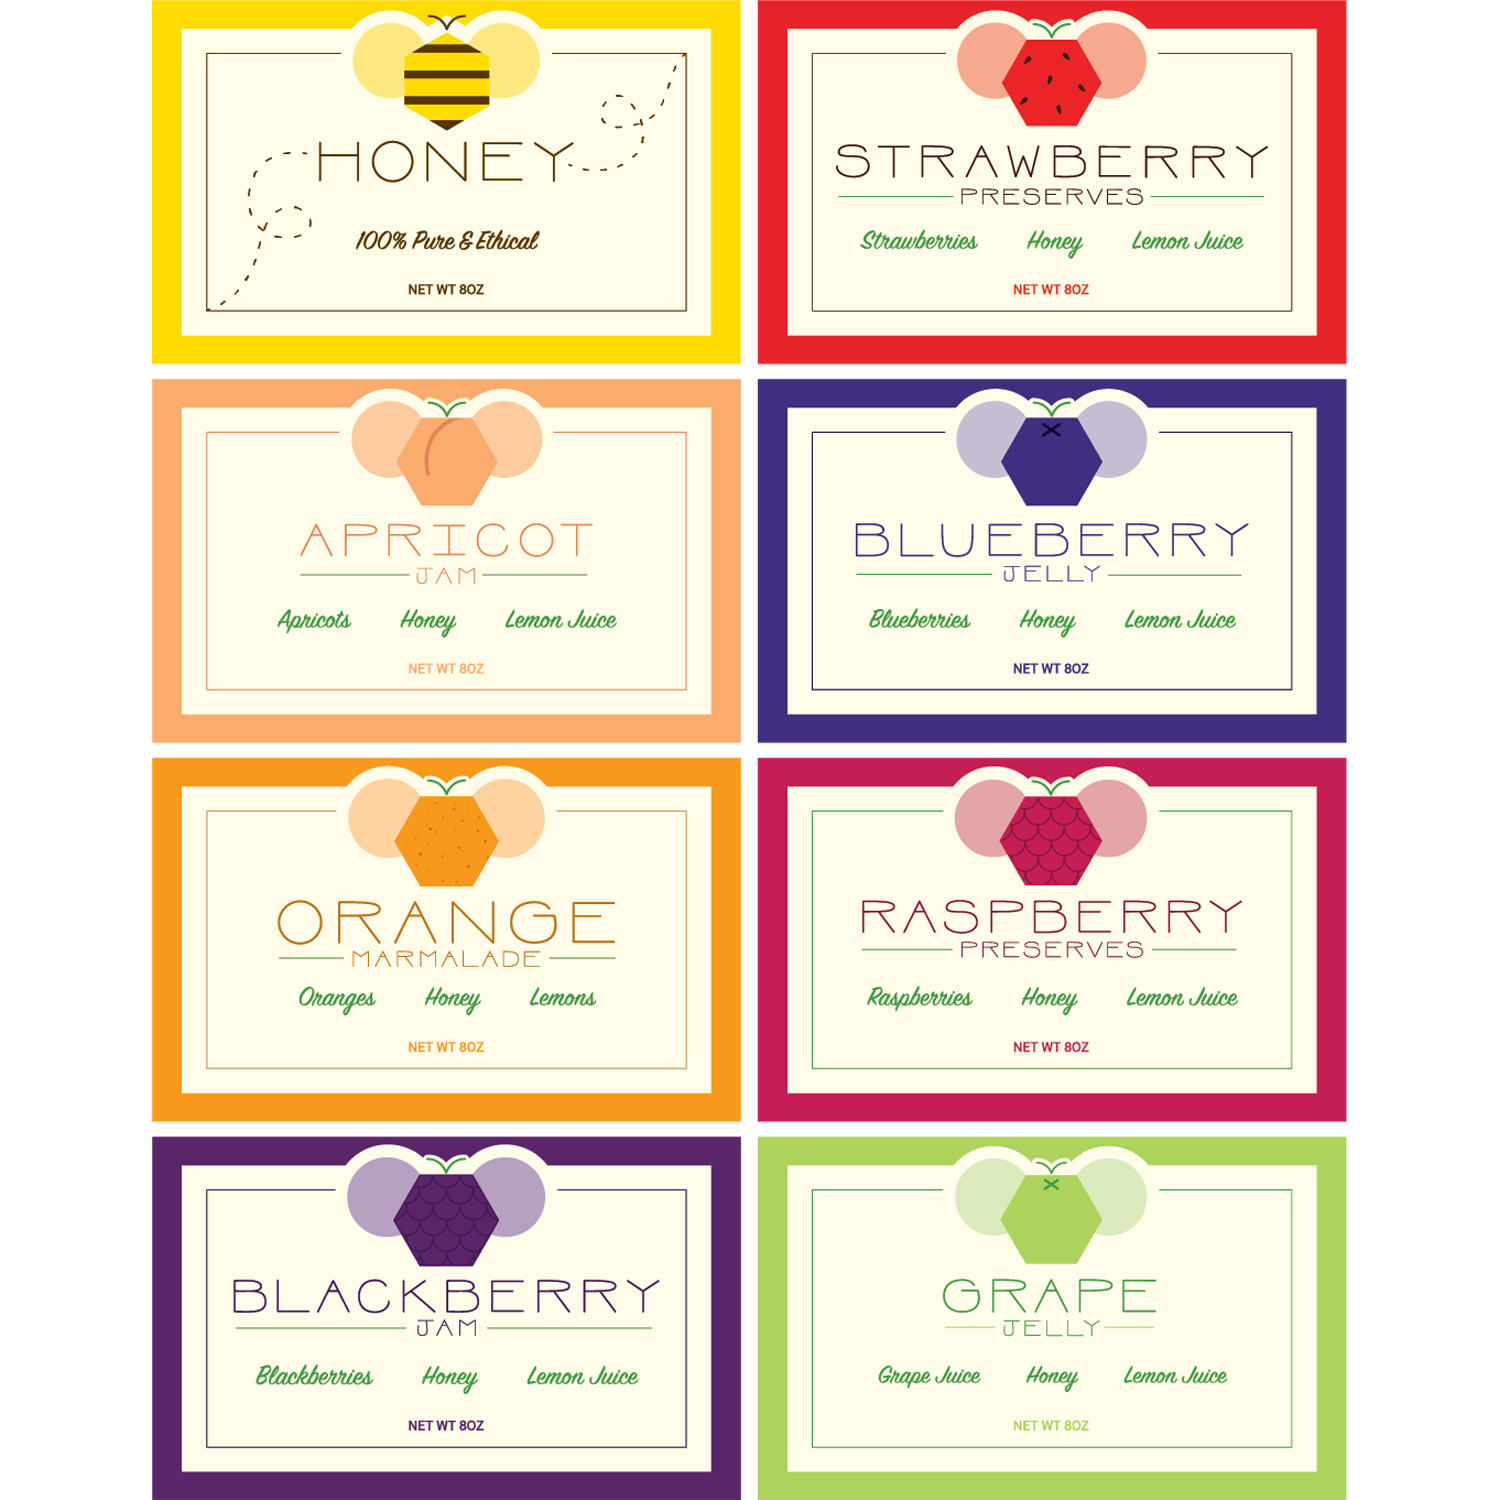 HONEY
100% Pure & Ethical
NET WT 8OZ
STRAWBERRY
PRESERVES
Strawberries Honey Lemon Juice
NET WT 8OZ
APRICOT
JAM
Apricots Honey Lemon Juice
NET WT 8OZ
BLUEBERRY
JELLY
Blueberries Honey Lemon Juice
NET WT 8OZ
ORANGE
MARMALADE
Oranges Honey Lemons
NET WT 8OZ
RASPBERRY
PRESERVES
Raspberries Honey Lemon Juice
NET WT 8OZ
BLACKBERRY
JAM
Blackberries Honey Lemon Juice
NET WT 8OZ
GRAPE
JELLY
Grape Juice Honey Lemon Juice
NET WT 8OZ